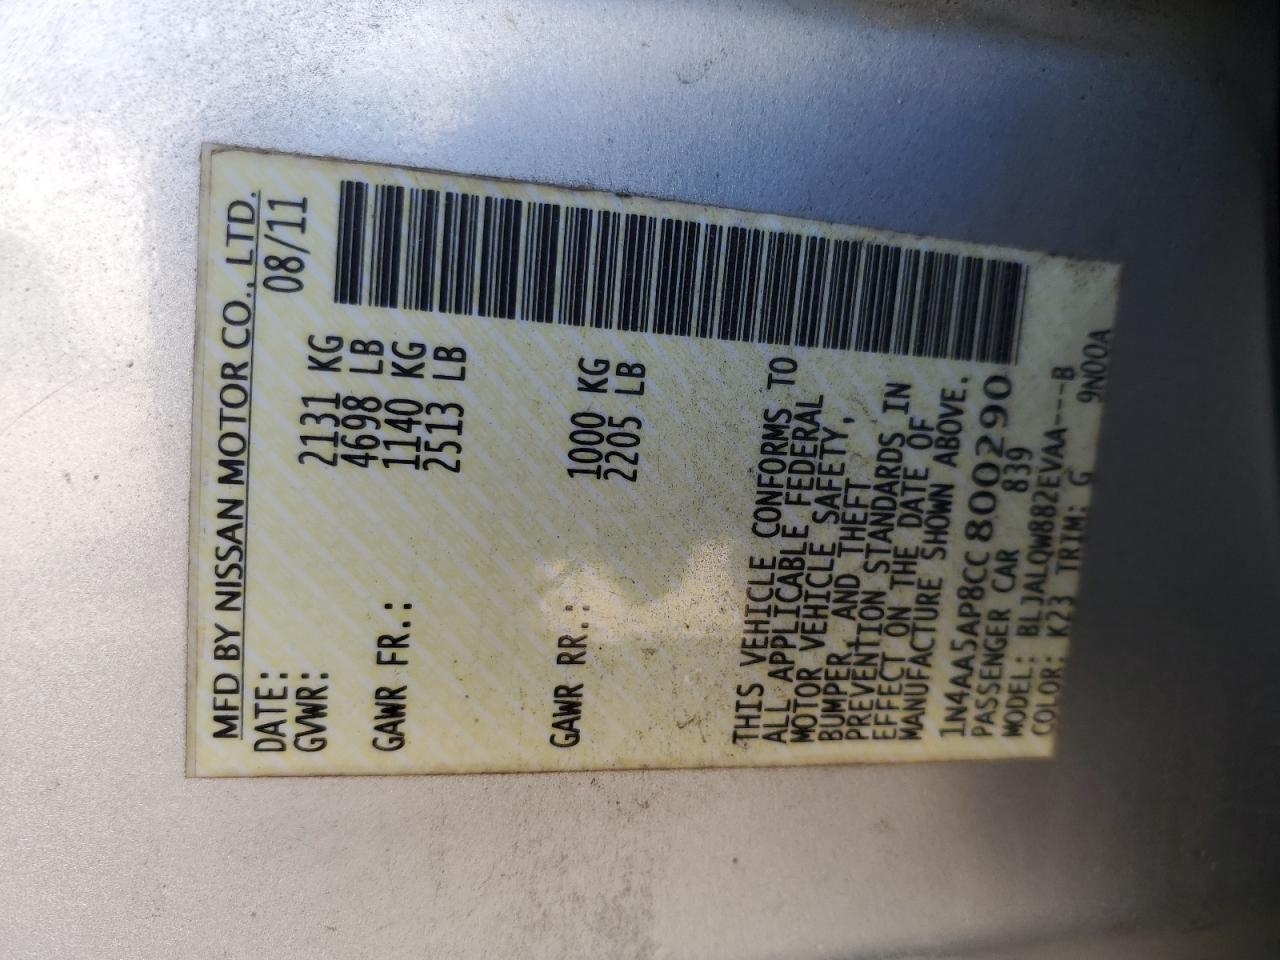 MFD BY NISSAN MOTOR CO., LTD.
DATE: 08/11
GVWR: 2131 KG
4698 LB
GAWR FR.: 1140 KG
2513 LB
GAWR RR.: 1000 KG
2205 LB
THIS VEHICLE CONFORMS TO
ALL APPLICABLE FEDERAL
MOTOR VEHICLE SAFETY,
BUMPER, AND THEFT
PREVENTION STANDARDS IN
EFFECT ON THE DATE OF
MANUFACTURE SHOWN ABOVE.
1N4AA5AP8CC800290
PASSENGER CAR 839
MODEL: BLJALQW882EVAA---8
COLOR: K23 TRIM: G 9N00A